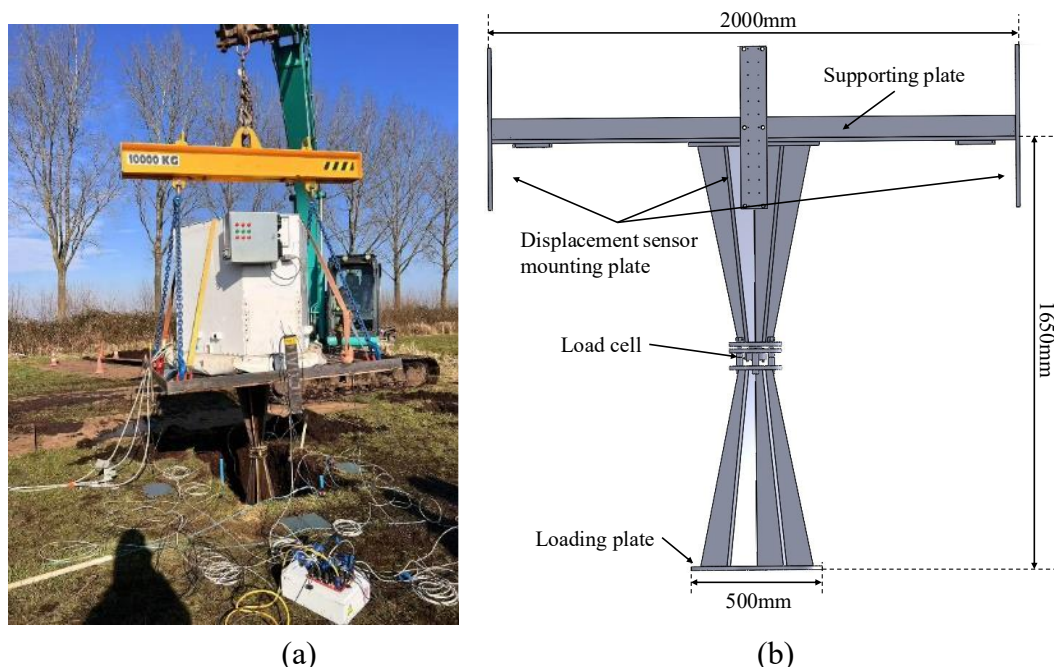 10000 KG
2000mm
Supporting plate
Displacement sensor
mounting plate
Load cell
1650mm
Loading plate
500mm
(a)
(b)